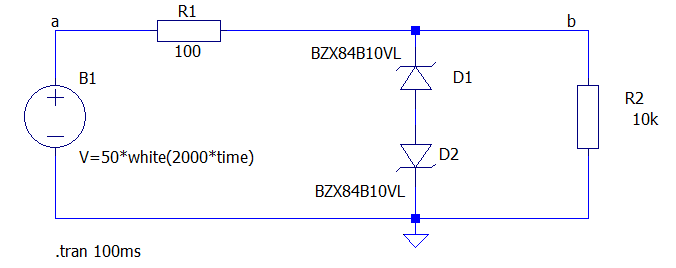 a
R1
b
100
BZX84B10VL
D1
B1
R2
10k
D2
V=50*white(2000*time)
BZX84B10VL
.tran 100ms